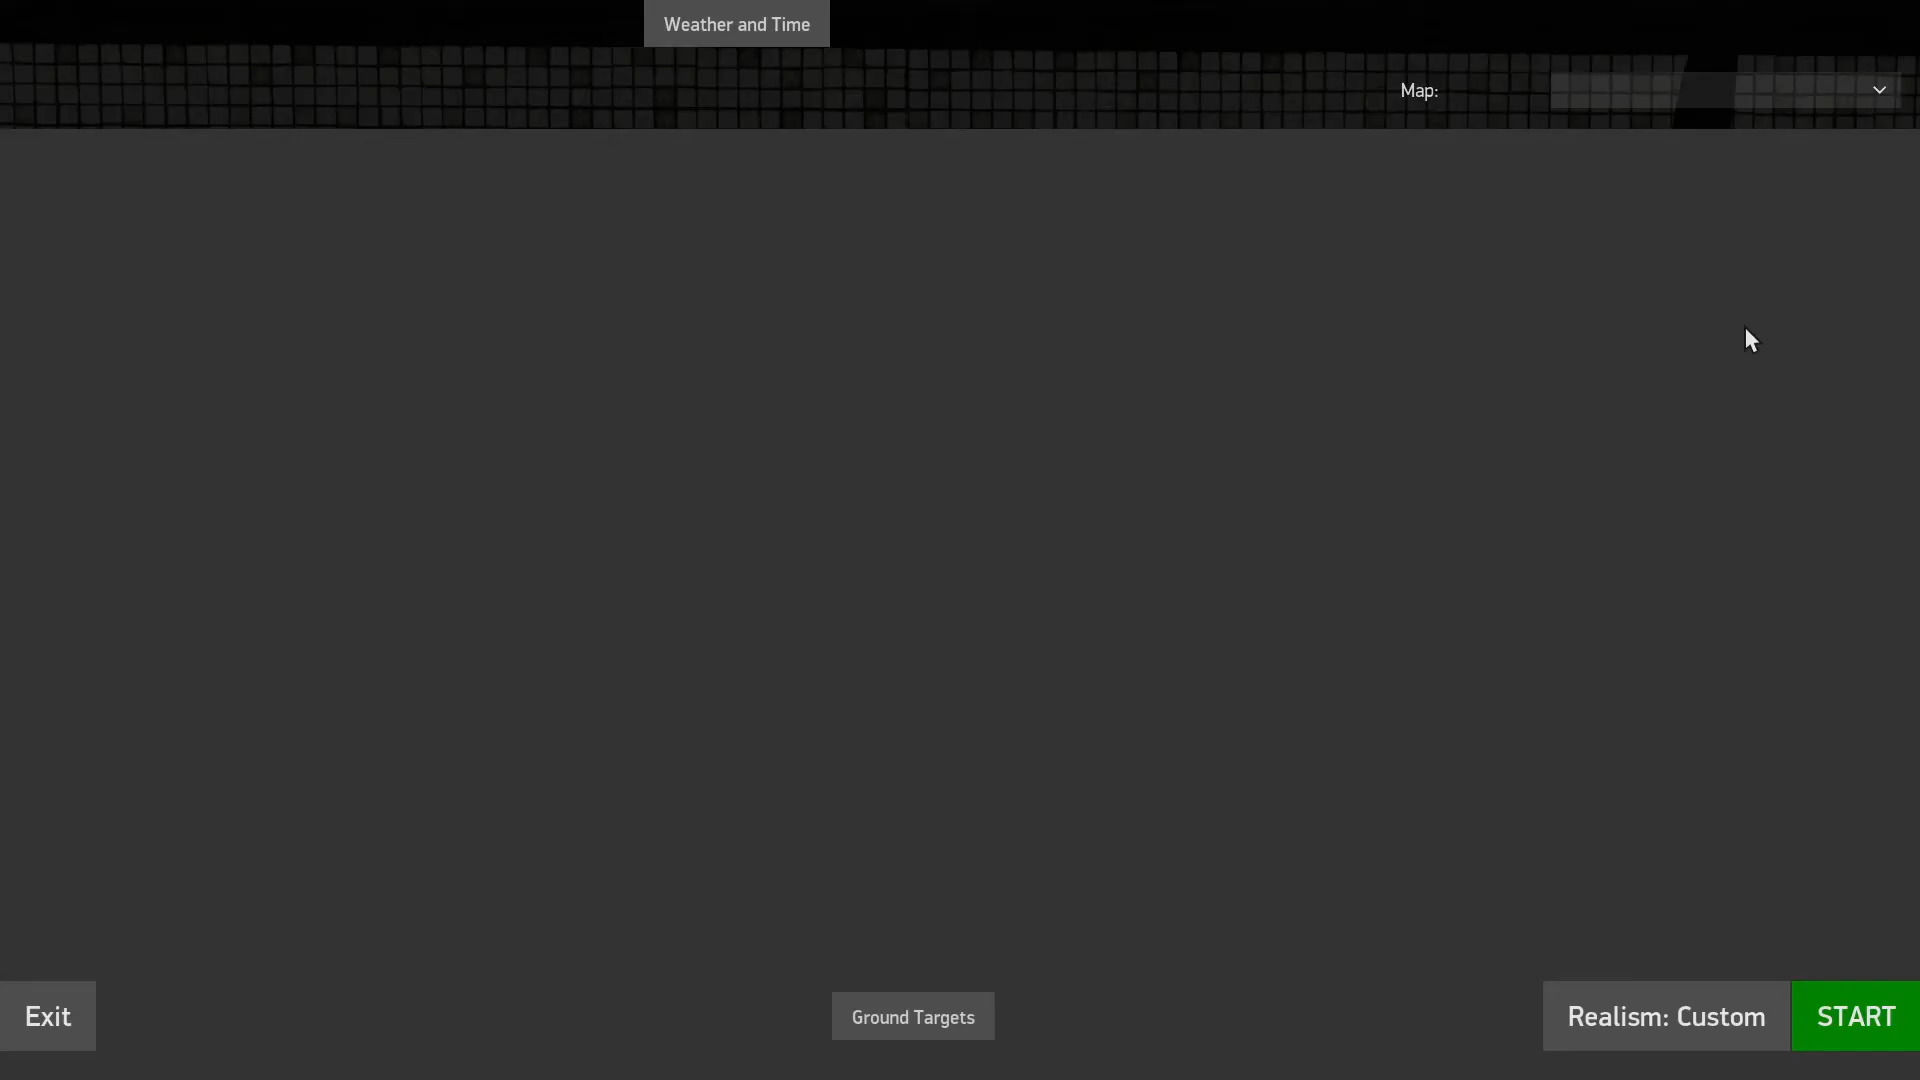 Weather and Time
Map:
Exit
Ground Targets
Realism: Custom
START